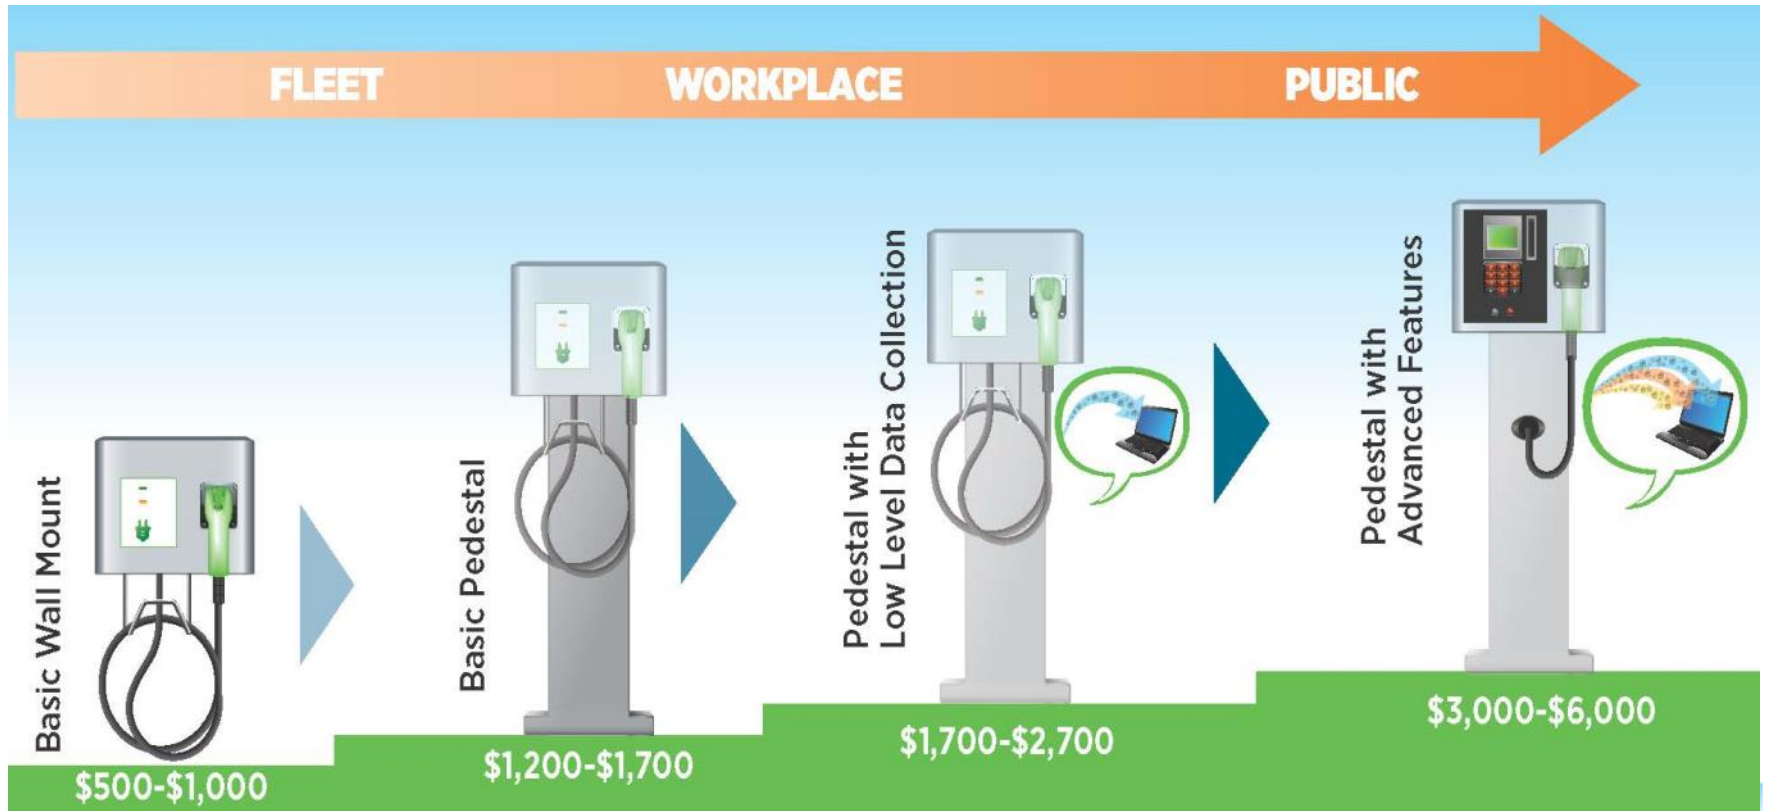 FLEET
WORKPLACE
PUBLIC
Basic Wall Mount
$500-$1,000
Basic Pedestal
$1,200-$1,700
Pedestal with
Low Level Data Collection
$1,700-$2,700
Pedestal with
Advanced Features
$3,000-$6,000